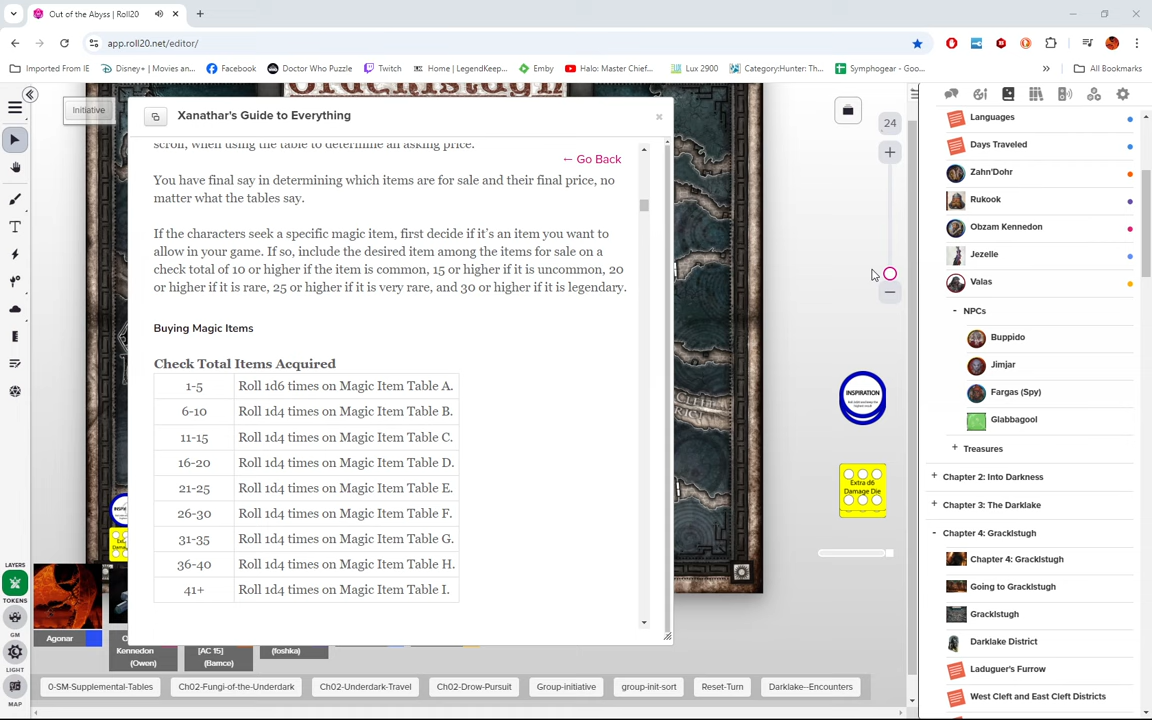 Out of the Abyss | Roll20
app.roll20.net/editor/
Imported From IE
Disney+ | Movies an...
Facebook
Doctor Who Puzzle
Twitch
Home | LegendKeep...
Emby
Halo: Master Chief...
Lux 2900
Category:Hunter: Th...
Symphogear - Goo...
All Bookmarks
Initiative
Xanathar's Guide to Everything
scroll, when using the table to determine an asking price.
← Go Back
You have final say in determining which items are for sale and their final price, no
matter what the tables say.
If the characters seek a specific magic item, first decide if it's an item you want to
allow in your game. If so, include the desired item among the items for sale on a
check total of 10 or higher if the item is common, 15 or higher if it is uncommon, 20
or higher if it is rare, 25 or higher if it is very rare, and 30 or higher if it is legendary.
Buying Magic Items
Check Total Items Acquired
1-5 Roll 1d6 times on Magic Item Table A.
6-10 Roll 1d4 times on Magic Item Table B.
11-15 Roll 1d4 times on Magic Item Table C.
16-20 Roll 1d4 times on Magic Item Table D.
21-25 Roll 1d4 times on Magic Item Table E.
26-30 Roll 1d4 times on Magic Item Table F.
31-35 Roll 1d4 times on Magic Item Table G.
36-40 Roll 1d4 times on Magic Item Table H.
41+ Roll 1d4 times on Magic Item Table I.
24
INSPIRATION
Extra d6
Damage Die
LAYERS
TOKENS
GM
LIGHT
MAP
Agonar
Kennedon
(Owen)
[AC 15]
(Bamce)
(foshka)
0-SM-Supplemental-Tables
Ch02-Fungi-of-the-Underdark
Ch02-Underdark-Travel
Ch02-Drow-Pursuit
Group-initiative
group-init-sort
Reset-Turn
Darklake--Encounters
Languages
Days Traveled
Zahn'Dohr
Rukook
Obzam Kennedon
Jezelle
Valas
- NPCs
Buppido
Jimjar
Fargas (Spy)
Glabbagool
+ Treasures
+ Chapter 2: Into Darkness
+ Chapter 3: The Darklake
- Chapter 4: Gracklstugh
Chapter 4: Gracklstugh
Going to Gracklstugh
Gracklstugh
Darklake District
Laduguer's Furrow
West Cleft and East Cleft Districts